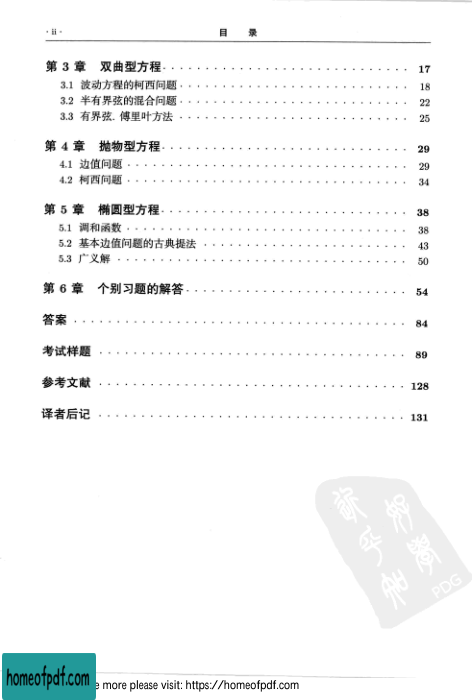 · ii · 目 录
第 3 章 双曲型方程 · · · · · · · · · · · · · · · · · · · · · · · · · · · · · · 17
3.1 波动方程的柯西问题 · · · · · · · · · · · · · · · · · · · · · · · · · · · · 18
3.2 半有界弦的混合问题 · · · · · · · · · · · · · · · · · · · · · · · · · · · · 22
3.3 有界弦. 傅里叶方法 · · · · · · · · · · · · · · · · · · · · · · · · · · · · 25
第 4 章 抛物型方程 · · · · · · · · · · · · · · · · · · · · · · · · · · · · · · 29
4.1 边值问题 · · · · · · · · · · · · · · · · · · · · · · · · · · · · · · · · · · 29
4.2 柯西问题 · · · · · · · · · · · · · · · · · · · · · · · · · · · · · · · · · · 34
第 5 章 椭圆型方程 · · · · · · · · · · · · · · · · · · · · · · · · · · · · · · 38
5.1 调和函数 · · · · · · · · · · · · · · · · · · · · · · · · · · · · · · · · · · 38
5.2 基本边值问题的古典提法 · · · · · · · · · · · · · · · · · · · · · · · · · 43
5.3 广义解 · · · · · · · · · · · · · · · · · · · · · · · · · · · · · · · · · · · 50
第 6 章 个别习题的解答 · · · · · · · · · · · · · · · · · · · · · · · · · · · 54
答案 · · · · · · · · · · · · · · · · · · · · · · · · · · · · · · · · · · · · · · · · 84
考试样题 · · · · · · · · · · · · · · · · · · · · · · · · · · · · · · · · · · · · · 89
参考文献 · · · · · · · · · · · · · · · · · · · · · · · · · · · · · · · · · · · · · 128
译者后记 · · · · · · · · · · · · · · · · · · · · · · · · · · · · · · · · · · · · · 131
PDG
homeofpdf.com
e more please visit: https://homeofpdf.com